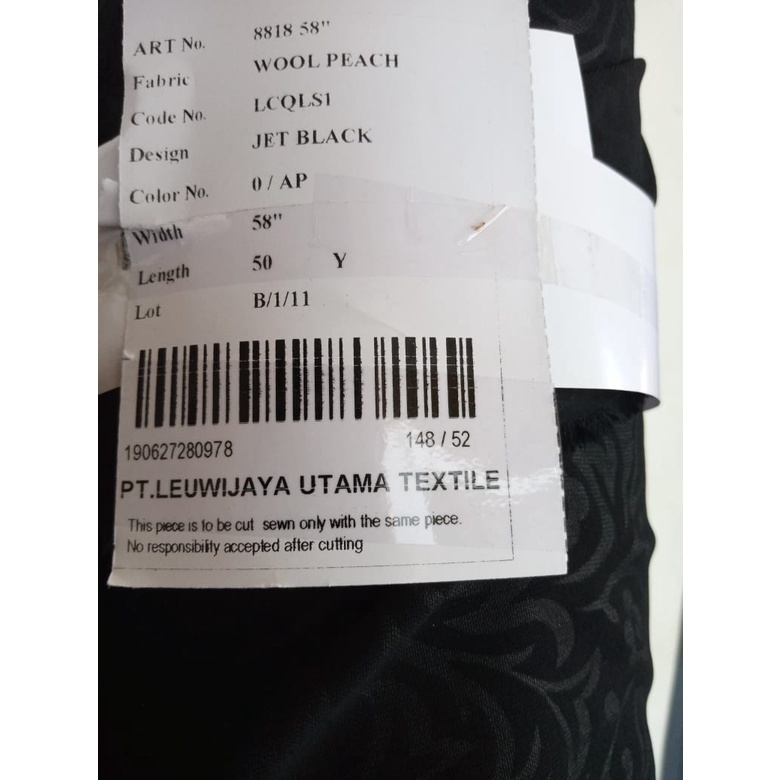 ART No. 8818 58"
Fabric WOOL PEACH
Code No. LCQLS1
Design JET BLACK
Color No. 0 / AP
Width 58"
Length 50 Y
Lot B/1/11
190627280978 148 / 52
PT.LEUWIJAYA UTAMA TEXTILE
This piece is to be cut sewn only with the same piece.
No responsibility accepted after cutting